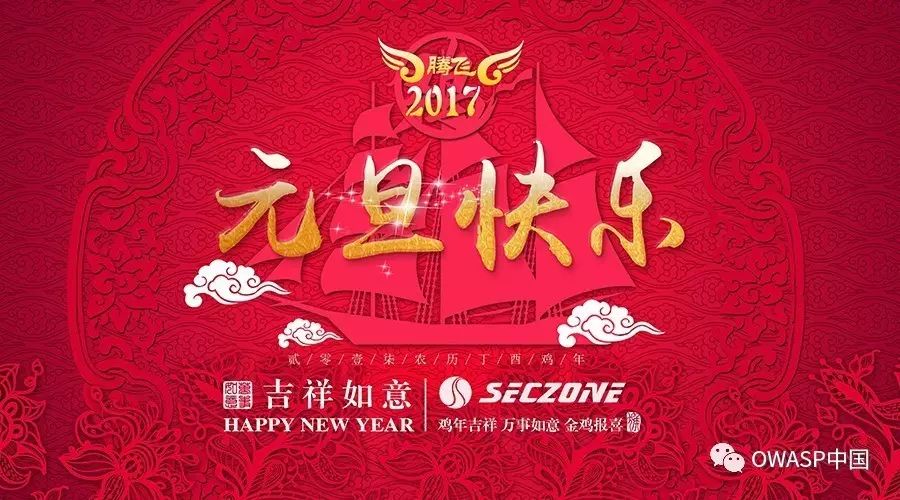 腾飞
2017
元旦快乐
贰/零/壹/柒/农/历/丁/酉/鸡/年
吉祥如意
HAPPY NEW YEAR
SECZONE
鸡年吉祥 万事如意 金鸡报喜
OWASP中国